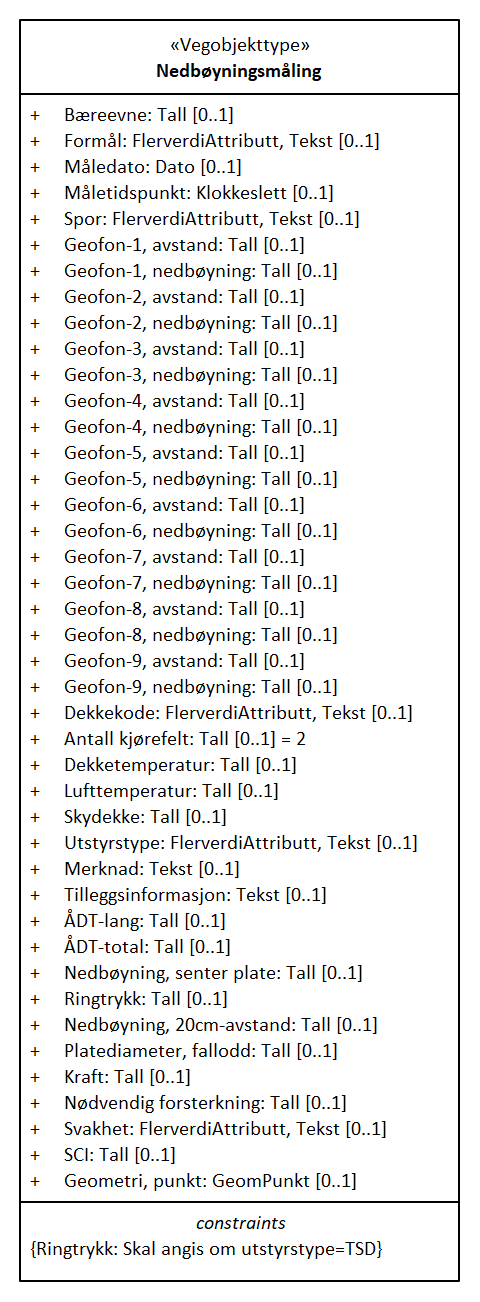 «Vegobjekttype»
Nedbøyningsmåling
+ Bæreevne: Tall [0..1]
+ Formål: FlerverdiAttributt, Tekst [0..1]
+ Måledato: Dato [0..1]
+ Måletidspunkt: Klokkeslett [0..1]
+ Spor: FlerverdiAttributt, Tekst [0..1]
+ Geofon-1, avstand: Tall [0..1]
+ Geofon-1, nedbøyning: Tall [0..1]
+ Geofon-2, avstand: Tall [0..1]
+ Geofon-2, nedbøyning: Tall [0..1]
+ Geofon-3, avstand: Tall [0..1]
+ Geofon-3, nedbøyning: Tall [0..1]
+ Geofon-4, avstand: Tall [0..1]
+ Geofon-4, nedbøyning: Tall [0..1]
+ Geofon-5, avstand: Tall [0..1]
+ Geofon-5, nedbøyning: Tall [0..1]
+ Geofon-6, avstand: Tall [0..1]
+ Geofon-6, nedbøyning: Tall [0..1]
+ Geofon-7, avstand: Tall [0..1]
+ Geofon-7, nedbøyning: Tall [0..1]
+ Geofon-8, avstand: Tall [0..1]
+ Geofon-8, nedbøyning: Tall [0..1]
+ Geofon-9, avstand: Tall [0..1]
+ Geofon-9, nedbøyning: Tall [0..1]
+ Dekkekode: FlerverdiAttributt, Tekst [0..1]
+ Antall kjørefelt: Tall [0..1] = 2
+ Dekketemperatur: Tall [0..1]
+ Lufttemperatur: Tall [0..1]
+ Skydekke: Tall [0..1]
+ Utstyrstype: FlerverdiAttributt, Tekst [0..1]
+ Merknad: Tekst [0..1]
+ Tilleggsinformasjon: Tekst [0..1]
+ ÅDT-lang: Tall [0..1]
+ ÅDT-total: Tall [0..1]
+ Nedbøyning, senter plate: Tall [0..1]
+ Ringtrykk: Tall [0..1]
+ Nedbøyning, 20cm-avstand: Tall [0..1]
+ Platediameter, fallodd: Tall [0..1]
+ Kraft: Tall [0..1]
+ Nødvendig forsterkning: Tall [0..1]
+ Svakhet: FlerverdiAttributt, Tekst [0..1]
+ SCI: Tall [0..1]
+ Geometri, punkt: GeomPunkt [0..1]
constraints
{Ringtrykk: Skal angis om utstyrstype=TSD}